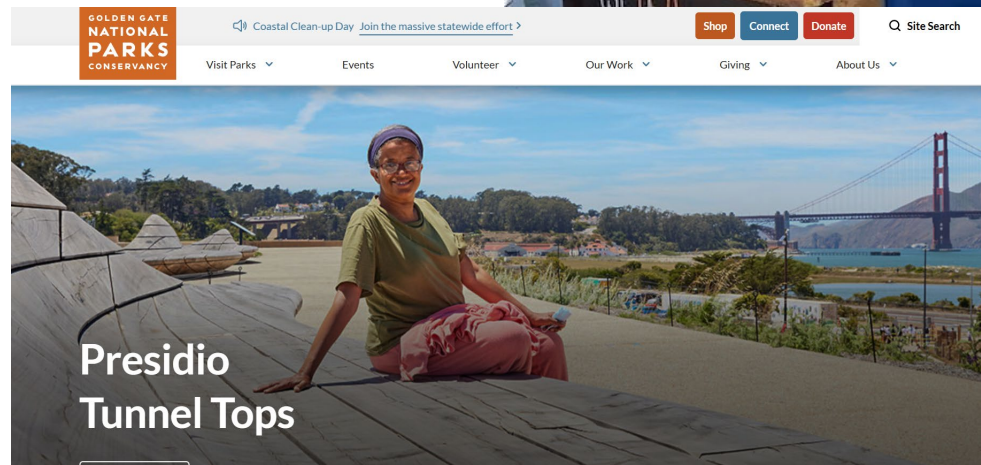 GOLDEN GATE
NATIONAL
PARKS
CONSERVANCY
Coastal Clean-up Day Join the massive statewide effort
Shop Connect Donate Site Search
Visit Parks Events Volunteer Our Work Giving About Us
Presidio
Tunnel Tops